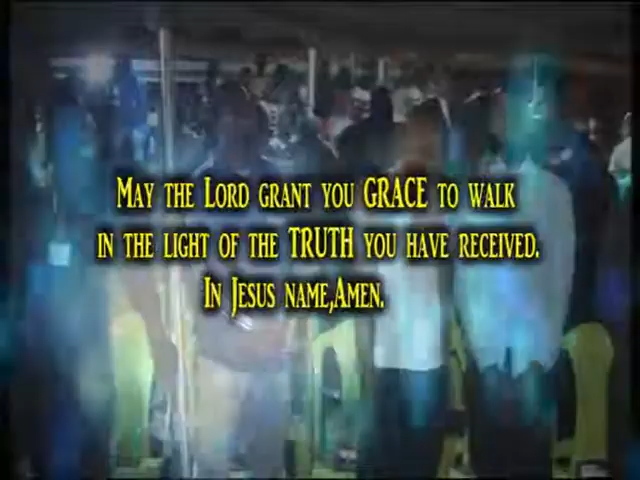 May the Lord grant you GRACE to walk
in the light of the TRUTH you have received.
In Jesus name,Amen.